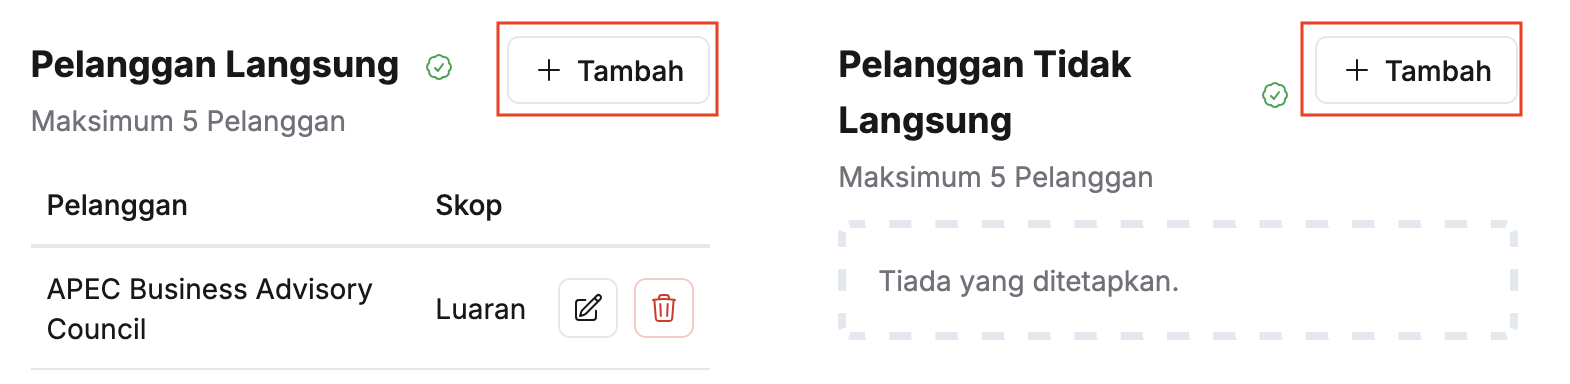 Pelanggan Langsung
+ Tambah
Maksimum 5 Pelanggan
Pelanggan Skop
APEC Business Advisory
Council
Luaran
Pelanggan Tidak
Langsung
+ Tambah
Maksimum 5 Pelanggan
Tiada yang ditetapkan.